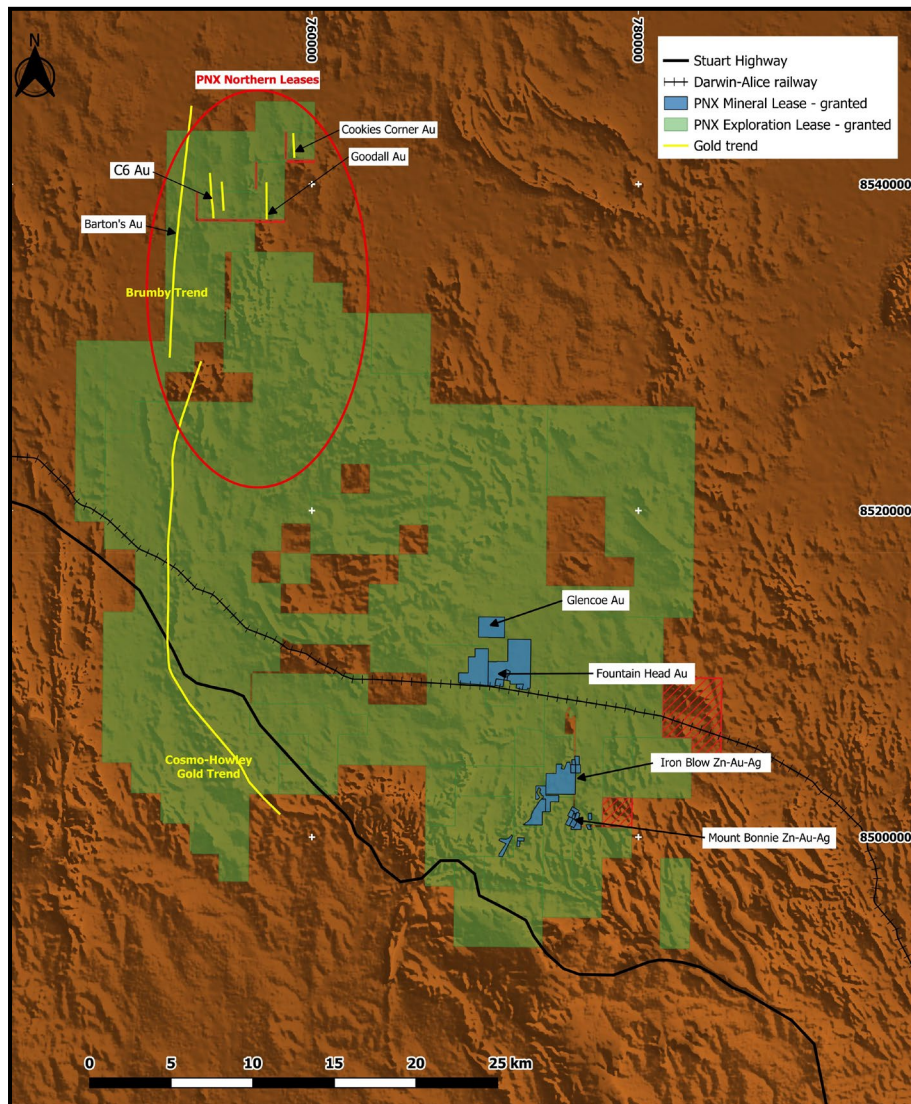 N
760000
780000
Stuart Highway
Darwin-Alice railway
PNX Mineral Lease - granted
PNX Exploration Lease - granted
Gold trend
PNX Northern Leases
Cookies Corner Au
Goodall Au
C6 Au
8540000
Barton's Au
Brumby Trend
8520000
Glencoe Au
Fountain Head Au
Cosmo-Howley
Gold Trend
Iron Blow Zn-Au-Ag
Mount Bonnie Zn-Au-Ag
8500000
0 5 10 15 20 25 km